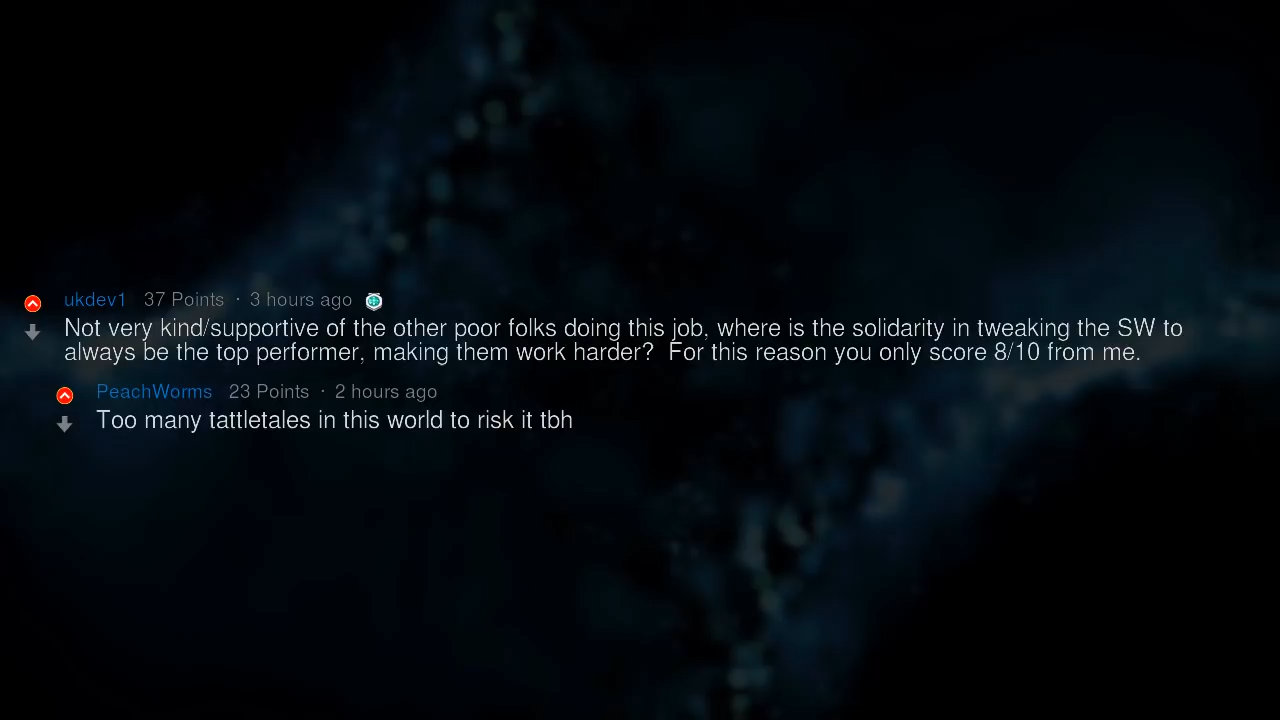 ukdev1 37 Points · 3 hours ago
Not very kind/supportive of the other poor folks doing this job, where is the solidarity in tweaking the SW to
always be the top performer, making them work harder?  For this reason you only score 8/10 from me.
PeachWorms 23 Points · 2 hours ago
Too many tattletales in this world to risk it tbh